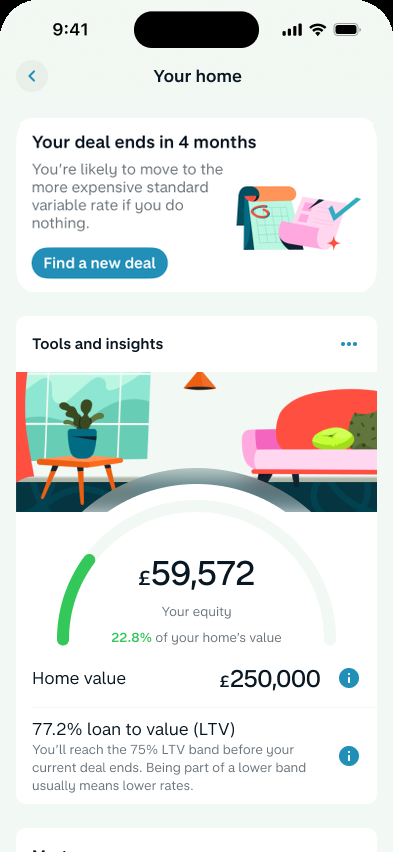 9:41
Your home
Your deal ends in 4 months
You're likely to move to the
more expensive standard
variable rate if you do
nothing.
Find a new deal
Tools and insights
£59,572
Your equity
22.8% of your home's value
Home value
£250,000
77.2% loan to value (LTV)
You'll reach the 75% LTV band before your
current deal ends. Being part of a lower band
usually means lower rates.